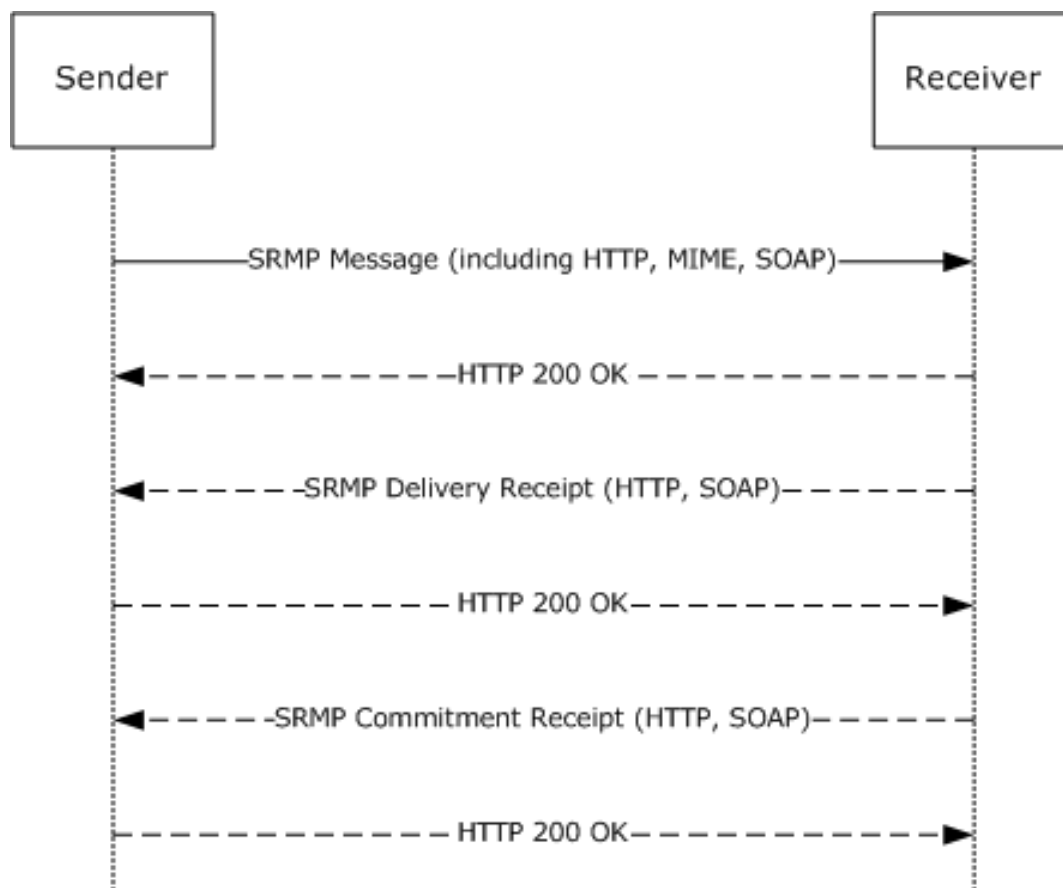 Sender
Receiver
SRMP Message (including HTTP, MIME, SOAP)
HTTP 200 OK
SRMP Delivery Receipt (HTTP, SOAP)
HTTP 200 OK
SRMP Commitment Receipt (HTTP, SOAP)
HTTP 200 OK